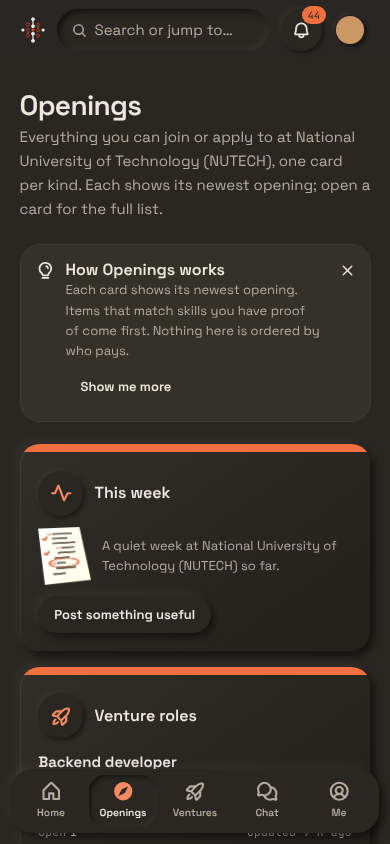 Search or jump to...
44
Openings
Everything you can join or apply to at National
University of Technology (NUTECH), one card
per kind. Each shows its newest opening; open a
card for the full list.
How Openings works
Each card shows its newest opening.
Items that match skills you have proof
of come first. Nothing here is ordered by
who pays.
Show me more
This week
A quiet week at National University of
Technology (NUTECH) so far.
Post something useful
Venture roles
Backend developer
Home
Openings
Ventures
Chat
Me